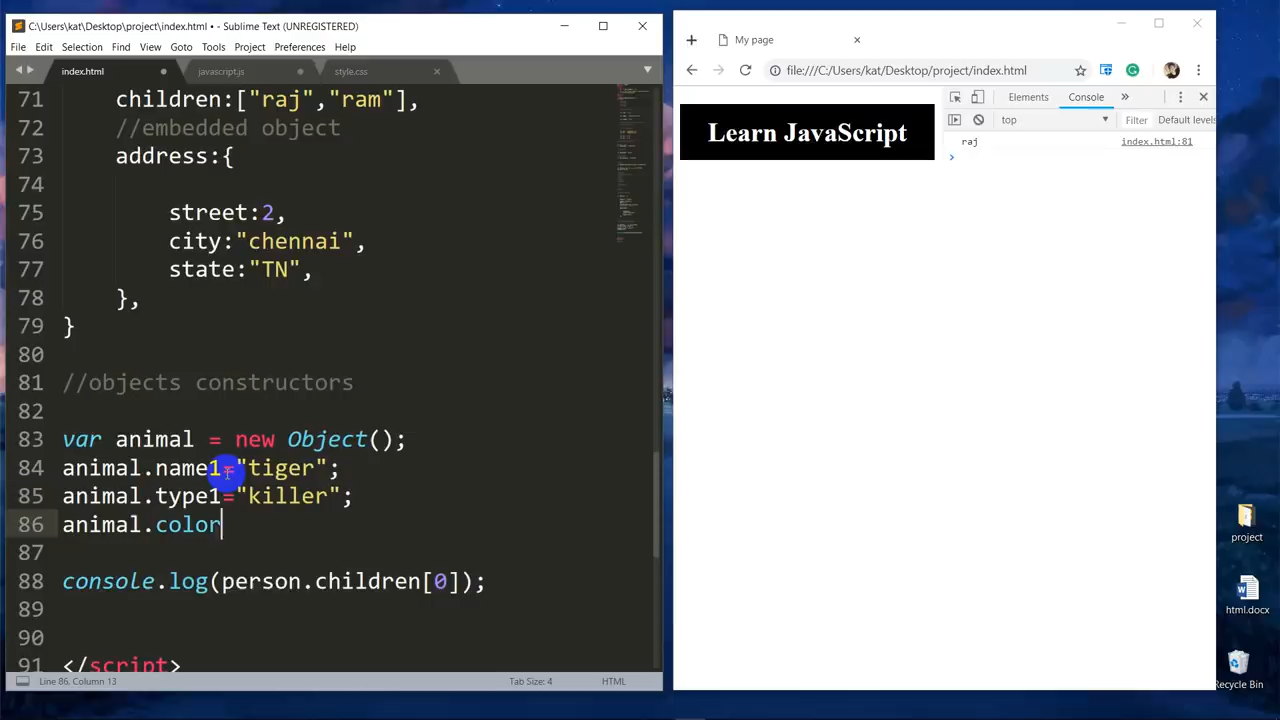 C:\Users\kat\Desktop\project\index.html • - Sublime Text (UNREGISTERED)
File Edit Selection Find View Goto Tools Project Preferences Help
index.html javascript.js style.css
71 children:["raj","ram"],
72 //embedded object
73 address:{
74
75 street:2,
76 city:"chennai",
77 state:"TN",
78 },
79 }
80
81 //objects constructors
82
83 var animal = new Object();
84 animal.name1="tiger";
85 animal.type1="killer";
86 animal.color
87
88 console.log(person.children[0]);
89
90
91 </script>
Line 86, Column 13 Tab Size: 4 HTML
My page
file:///C:/Users/kat/Desktop/project/index.html
Elements Console
top Filter Default levels
raj index.html:81
Learn JavaScript
project
html.docx
Recycle Bin